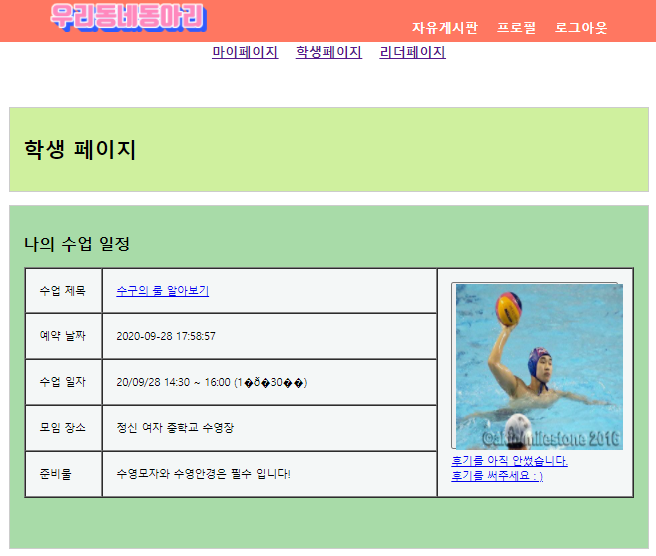 우리동네동아리
자유게시판 프로필 로그아웃
마이페이지 학생페이지 리더페이지
학생 페이지
나의 수업 일정
수업 제목 수구의 룰 알아보기
예약 날짜 2020-09-28 17:58:57
수업 일자 20/09/28 14:30 ~ 16:00 (1�ð�30��)
모임 장소 정신 여자 중학교 수영장
준비물 수영모자와 수영안경은 필수 입니다!
milestone 2016
후기를 아직 안썼습니다.
후기를 써주세요 : )